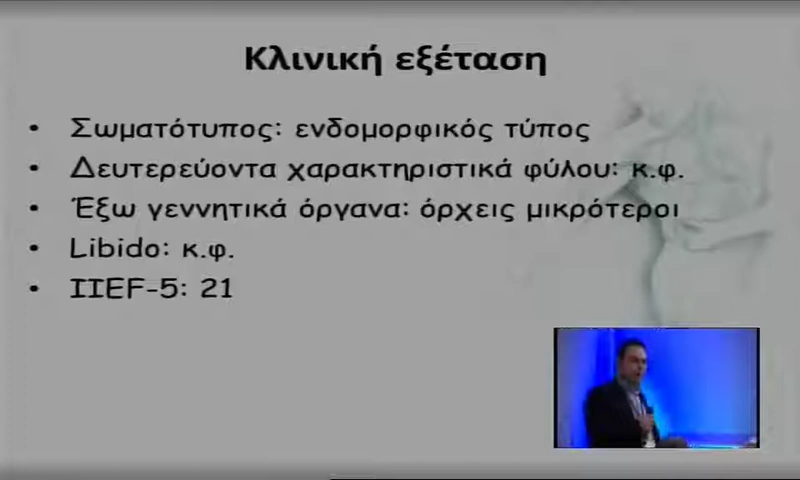 Κλινική εξέταση
• Σωματότυπος: ενδομορφικός τύπος
• Δευτερεύοντα χαρακτηριστικά φύλου: κ.φ.
• Έξω γεννητικά όργανα: όρχεις μικρότεροι
• Libido: κ.φ.
• IIEF-5: 21